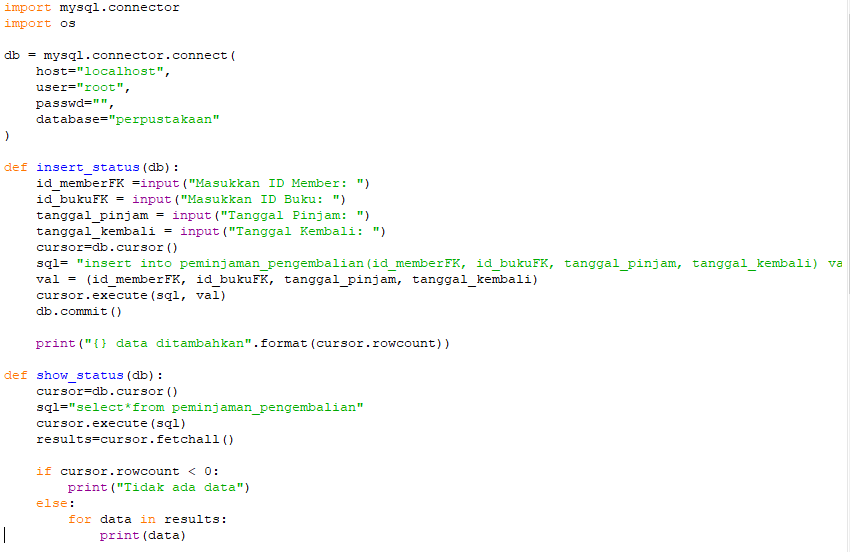 import mysql.connector
import os
db = mysql.connector.connect(
    host="localhost",
    user="root",
    passwd="",
    database="perpustakaan"
)
def insert_status(db):
    id_memberFK =input("Masukkan ID Member: ")
    id_bukuFK = input("Masukkan ID Buku: ")
    tanggal_pinjam = input("Tanggal Pinjam: ")
    tanggal_kembali = input("Tanggal Kembali: ")
    cursor=db.cursor()
    sql= "insert into peminjaman_pengembalian(id_memberFK, id_bukuFK, tanggal_pinjam, tanggal_kembali) va
    val = (id_memberFK, id_bukuFK, tanggal_pinjam, tanggal_kembali)
    cursor.execute(sql, val)
    db.commit()
    print("{} data ditambahkan".format(cursor.rowcount))
def show_status(db):
    cursor=db.cursor()
    sql="select*from peminjaman_pengembalian"
    cursor.execute(sql)
    results=cursor.fetchall()
    if cursor.rowcount < 0:
        print("Tidak ada data")
    else:
        for data in results:
            print(data)